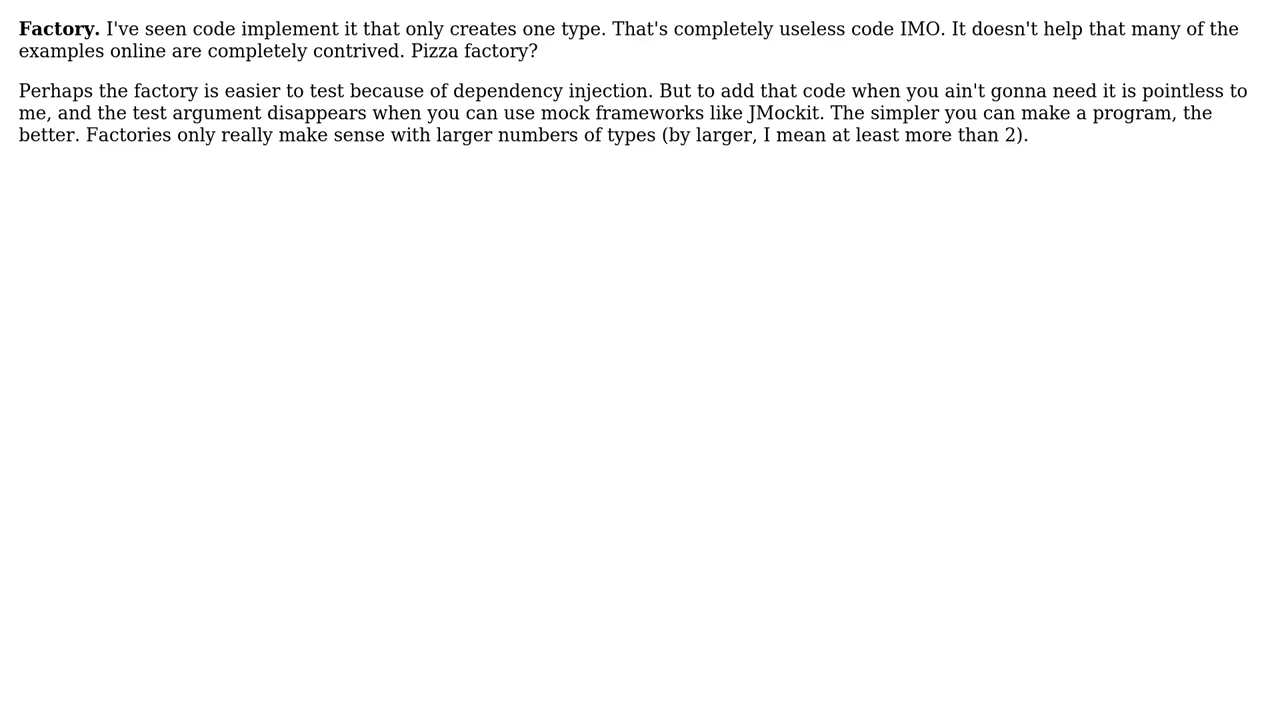 Factory. I've seen code implement it that only creates one type. That's completely useless code IMO. It doesn't help that many of the
examples online are completely contrived. Pizza factory?
Perhaps the factory is easier to test because of dependency injection. But to add that code when you ain't gonna need it is pointless to
me, and the test argument disappears when you can use mock frameworks like JMockit. The simpler you can make a program, the
better. Factories only really make sense with larger numbers of types (by larger, I mean at least more than 2).